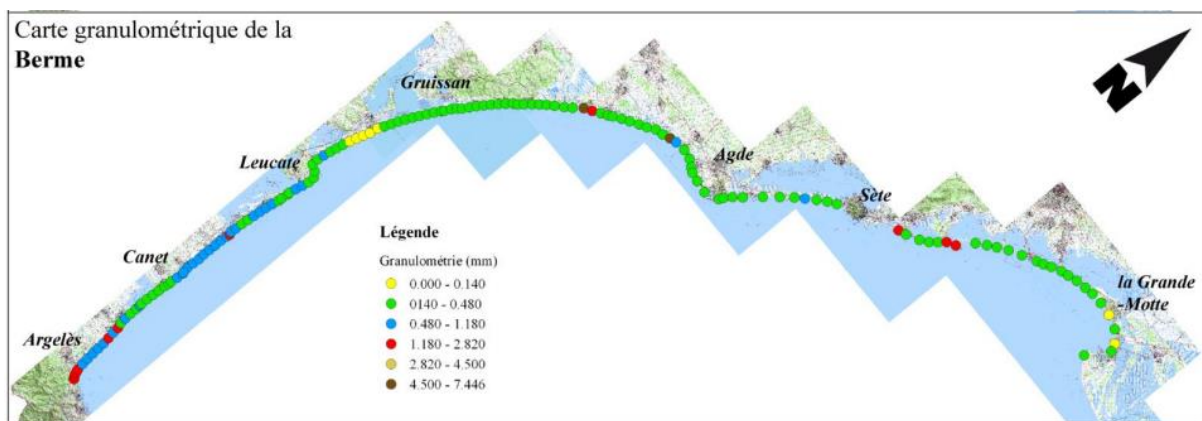 Carte granulométrique de la
Berme
Gruissan
N
Leucate
Agde
Sète
Canet
la Grande
-Motte
Argelès
Légende
Granulométrie (mm)
0.000 - 0.140
0140 - 0.480
0.480 - 1.180
1.180 - 2.820
2.820 - 4.500
4.500 - 7.446